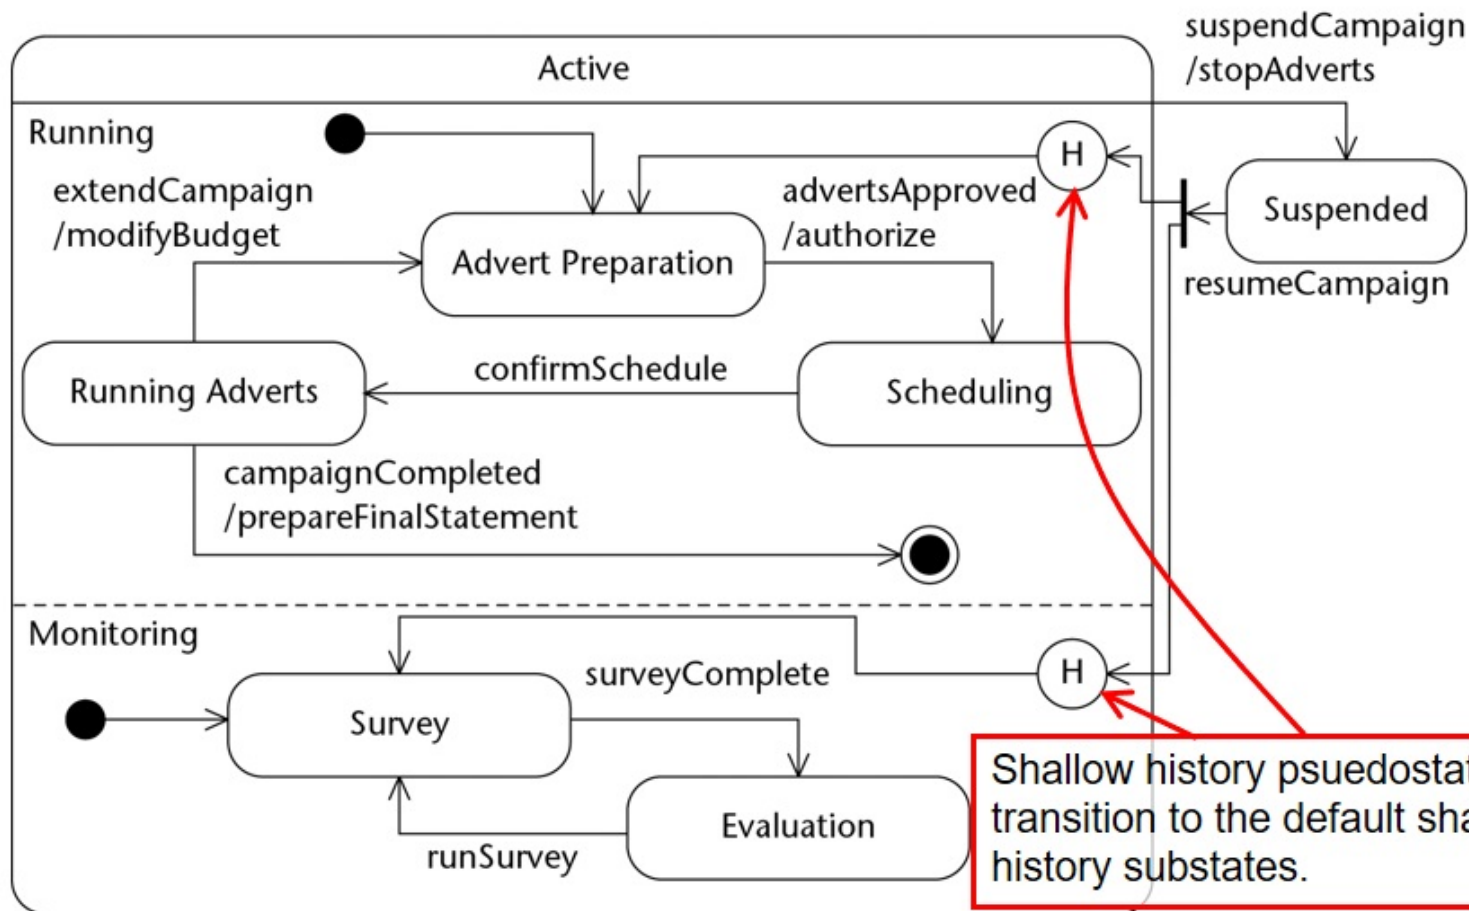 suspendCampaign
/stopAdverts
Active
Running
H
extendCampaign
/modifyBudget
advertsApproved
/authorize
Suspended
Advert Preparation
resumeCampaign
confirmSchedule
Running Adverts
Scheduling
campaignCompleted
/prepareFinalStatement
Monitoring
surveyComplete
H
Survey
Shallow history psuedostat
transition to the default sha
history substates.
Evaluation
runSurvey